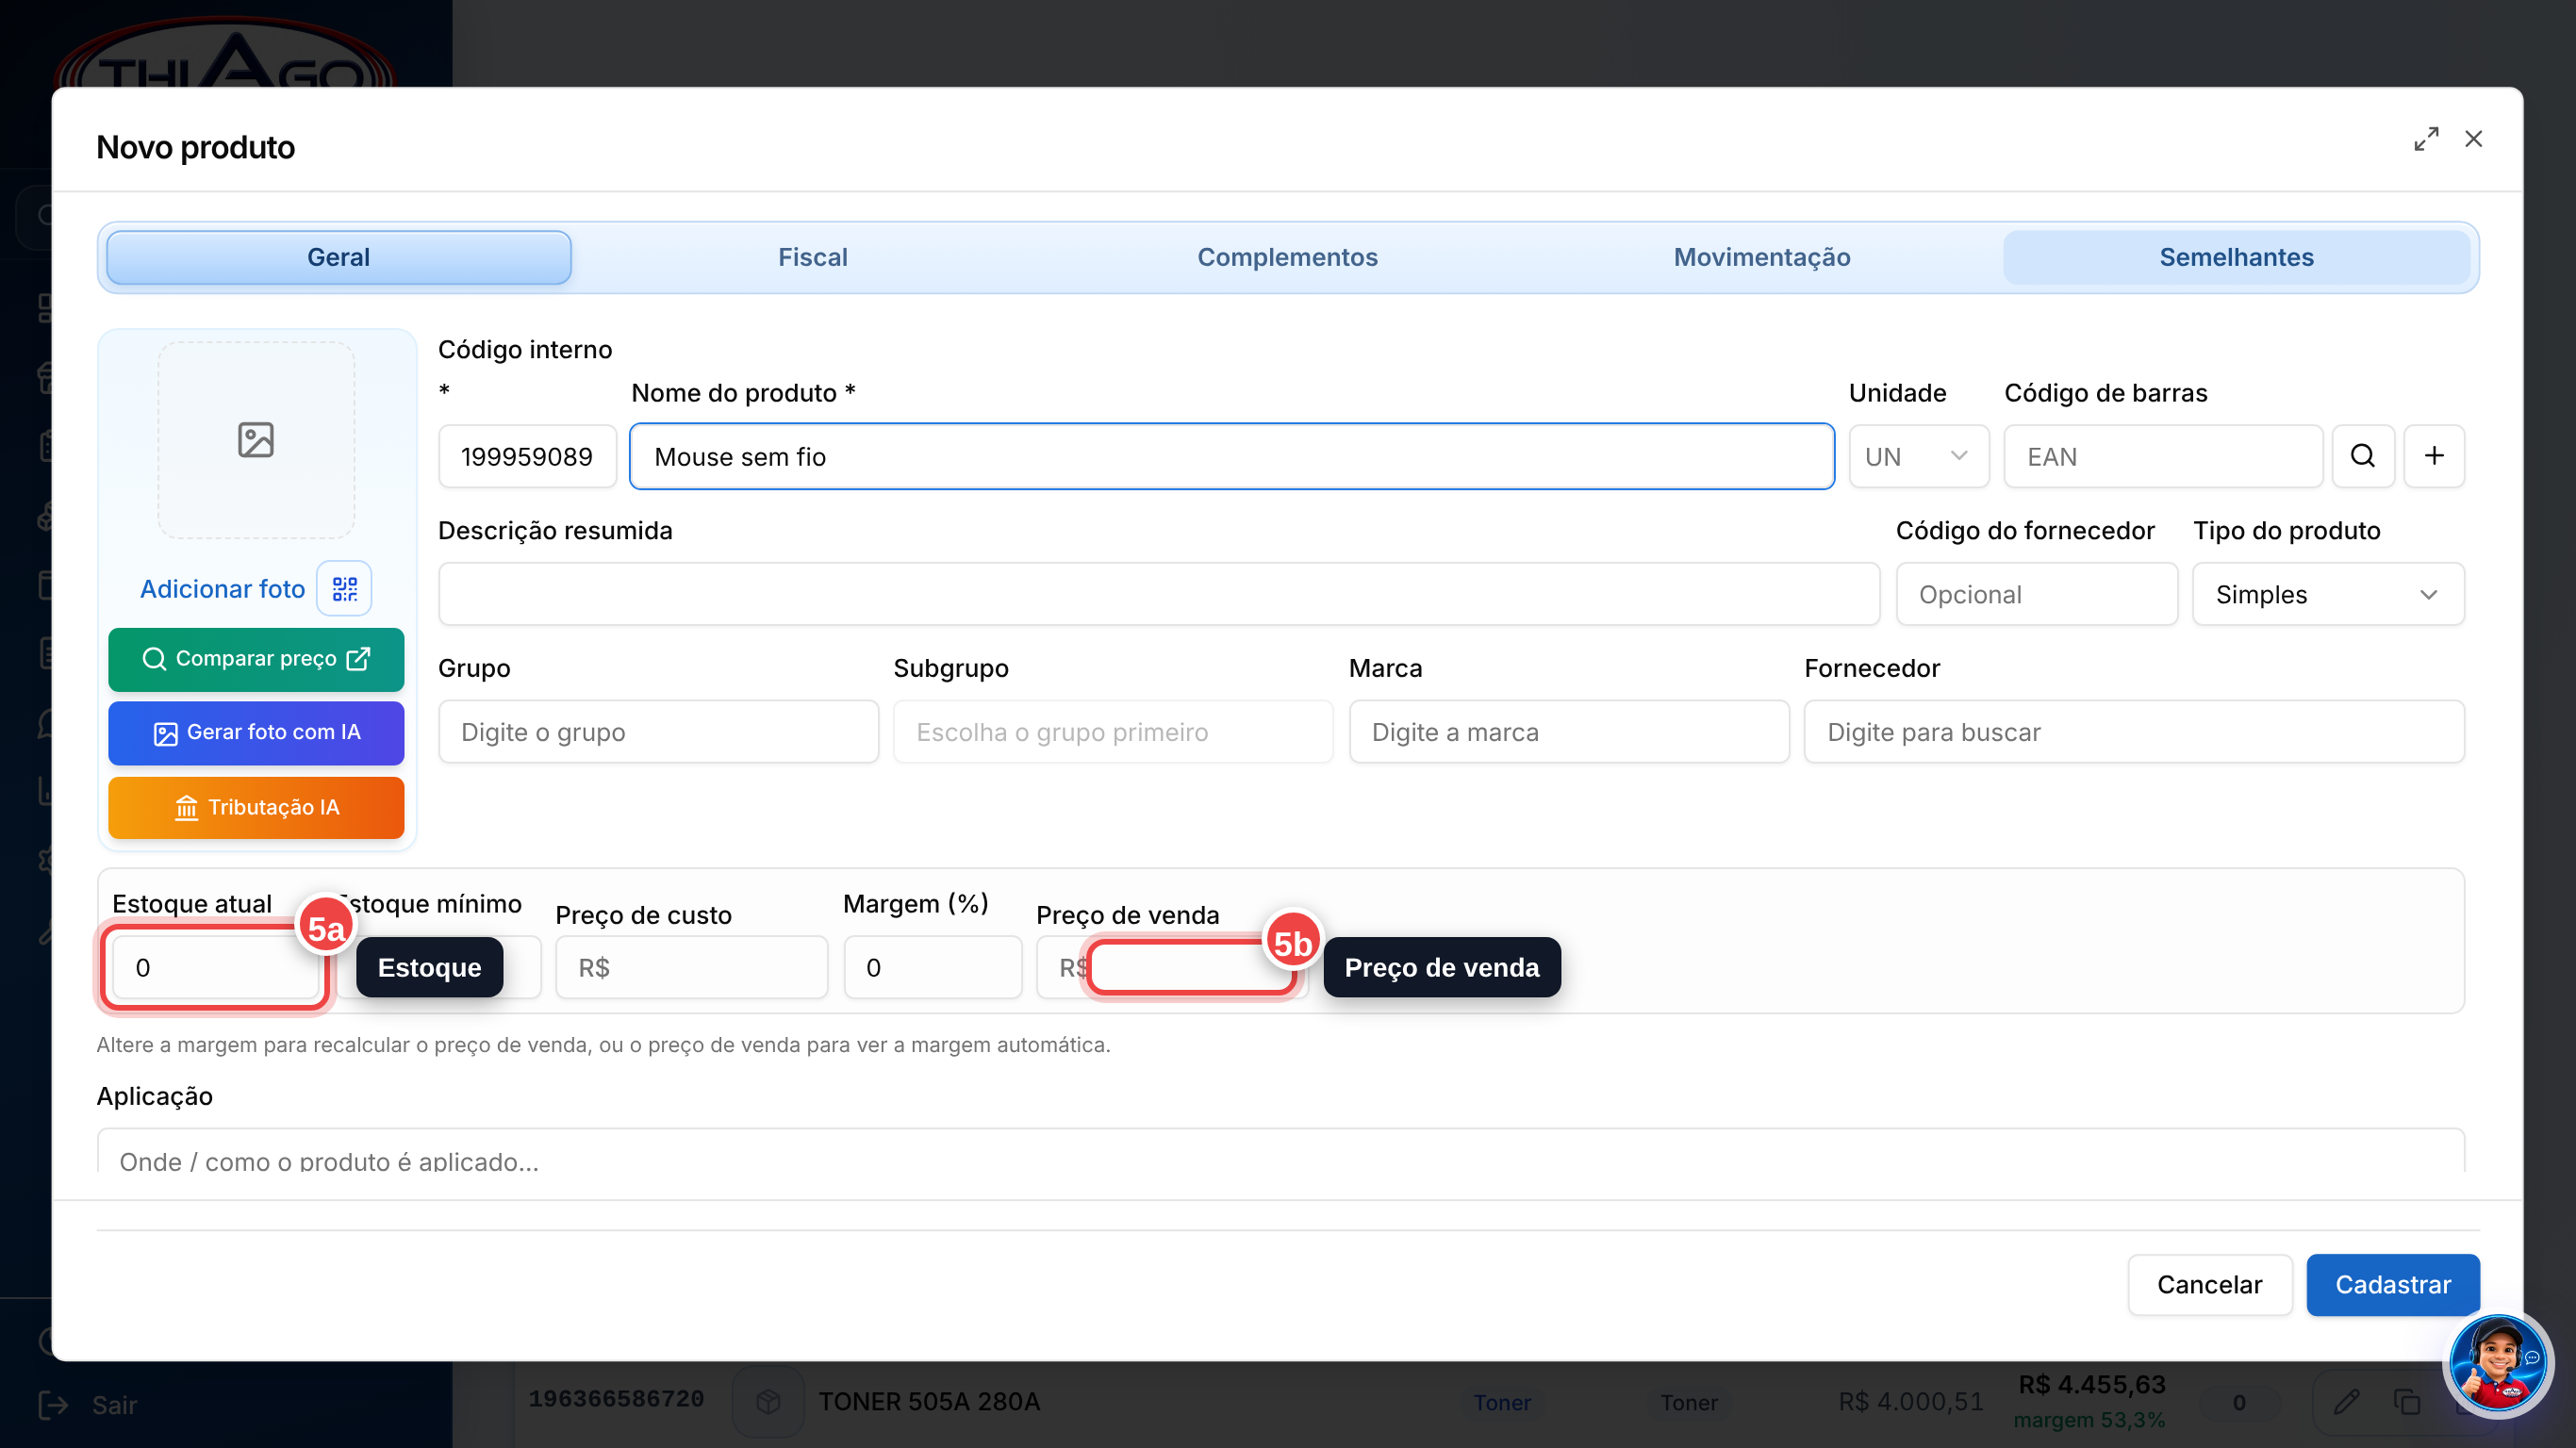 THIAGO
Novo produto
Geral
Fiscal
Complementos
Movimentação
Semelhantes
Código interno
*
Nome do produto *
Unidade
Código de barras
199959089
Mouse sem fio
UN
EAN
Adicionar foto
Descrição resumida
Código do fornecedor
Tipo do produto
Opcional
Simples
Comparar preço
Gerar foto com IA
Tributação IA
Grupo
Subgrupo
Marca
Fornecedor
Digite o grupo
Escolha o grupo primeiro
Digite a marca
Digite para buscar
Estoque atual
5a
stoque mínimo
Preço de custo
Margem (%)
Preço de venda
5b
0
Estoque
R$
0
R$
Preço de venda
Altere a margem para recalcular o preço de venda, ou o preço de venda para ver a margem automática.
Aplicação
Onde / como o produto é aplicado...
Cancelar
Cadastrar
Sair
196366586720
TONER 505A 280A
Toner
Toner
R$ 4.000,51
R$ 4.455,63
margem 53,3%
0